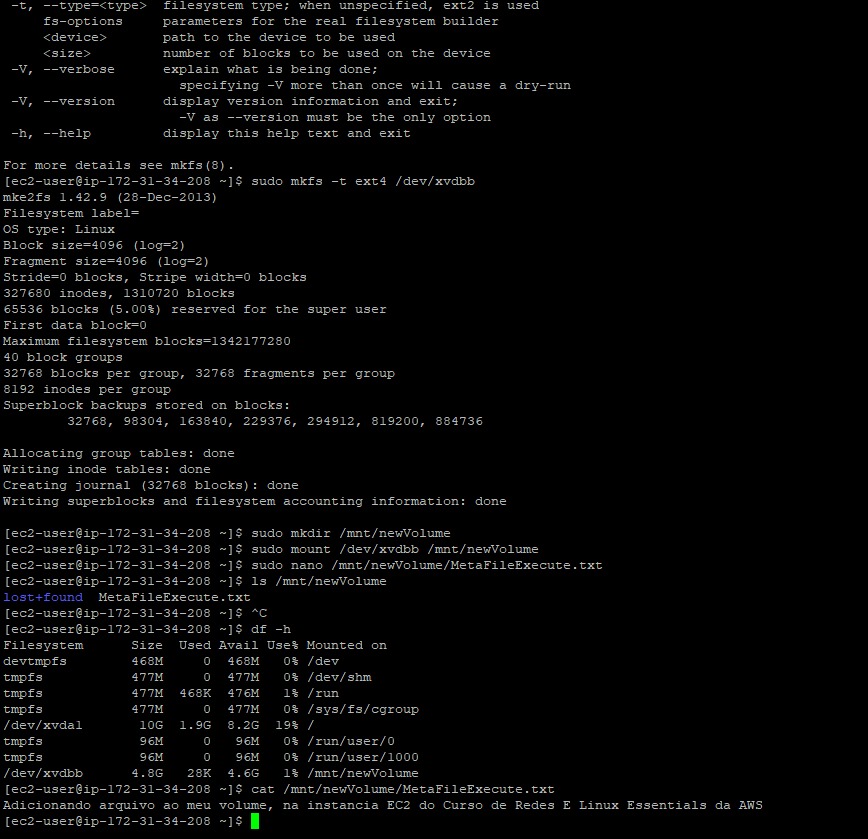 -t, --type=<type>  filesystem type; when unspecified, ext2 is used
    fs-options     parameters for the real filesystem builder
    <device>       path to the device to be used
    <size>         number of blocks to be used on the device
-V, --verbose      explain what is being done;
                     specifying -V more than once will cause a dry-run
-V, --version      display version information and exit;
                     -V as --version must be the only option
-h, --help         display this help text and exit

For more details see mkfs(8).
[ec2-user@ip-172-31-34-208 ~]$ sudo mkfs -t ext4 /dev/xvdbb
mke2fs 1.42.9 (28-Dec-2013)
Filesystem label=
OS type: Linux
Block size=4096 (log=2)
Fragment size=4096 (log=2)
Stride=0 blocks, Stripe width=0 blocks
327680 inodes, 1310720 blocks
65536 blocks (5.00%) reserved for the super user
First data block=0
Maximum filesystem blocks=1342177280
40 block groups
32768 blocks per group, 32768 fragments per group
8192 inodes per group
Superblock backups stored on blocks:
        32768, 98304, 163840, 229376, 294912, 819200, 884736

Allocating group tables: done
Writing inode tables: done
Creating journal (32768 blocks): done
Writing superblocks and filesystem accounting information: done

[ec2-user@ip-172-31-34-208 ~]$ sudo mkdir /mnt/newVolume
[ec2-user@ip-172-31-34-208 ~]$ sudo mount /dev/xvdbb /mnt/newVolume
[ec2-user@ip-172-31-34-208 ~]$ sudo nano /mnt/newVolume/MetaFileExecute.txt
[ec2-user@ip-172-31-34-208 ~]$ ls /mnt/newVolume
lost+found  MetaFileExecute.txt
[ec2-user@ip-172-31-34-208 ~]$ ^C
[ec2-user@ip-172-31-34-208 ~]$ df -h
Filesystem      Size  Used Avail Use% Mounted on
devtmpfs        468M     0  468M   0% /dev
tmpfs           477M     0  477M   0% /dev/shm
tmpfs           477M  468K  476M   1% /run
tmpfs           477M     0  477M   0% /sys/fs/cgroup
/dev/xvda1       10G  1.9G  8.2G  19% /
tmpfs            96M     0   96M   0% /run/user/0
tmpfs            96M     0   96M   0% /run/user/1000
/dev/xvdbb      4.8G   28K  4.6G   1% /mnt/newVolume
[ec2-user@ip-172-31-34-208 ~]$ cat /mnt/newVolume/MetaFileExecute.txt
Adicionando arquivo ao meu volume, na instancia EC2 do Curso de Redes E Linux Essentials da AWS
[ec2-user@ip-172-31-34-208 ~]$